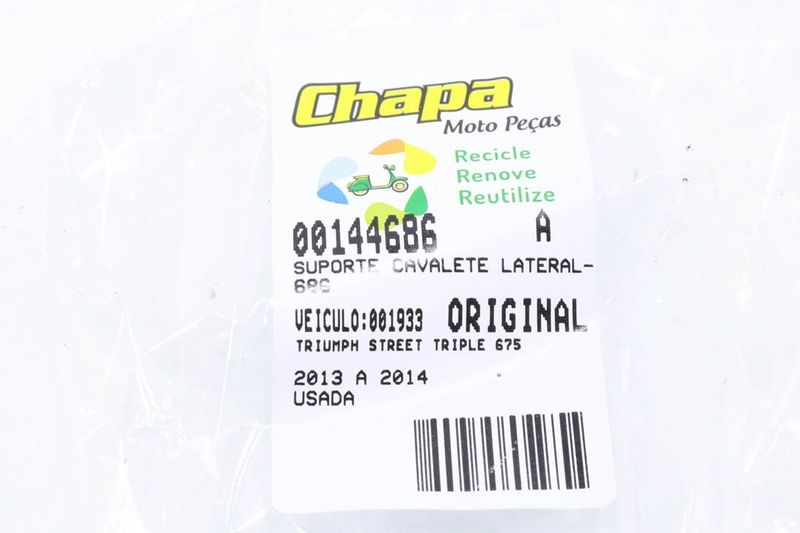 Chapa
Moto Peças
Recicle
Renove
Reutilize
00144686 A
SUPORTE CAVALETE LATERAL-
686
VEICULO:001933 ORIGINAL
TRIUMPH STREET TRIPLE 675
2013 A 2014
USADA